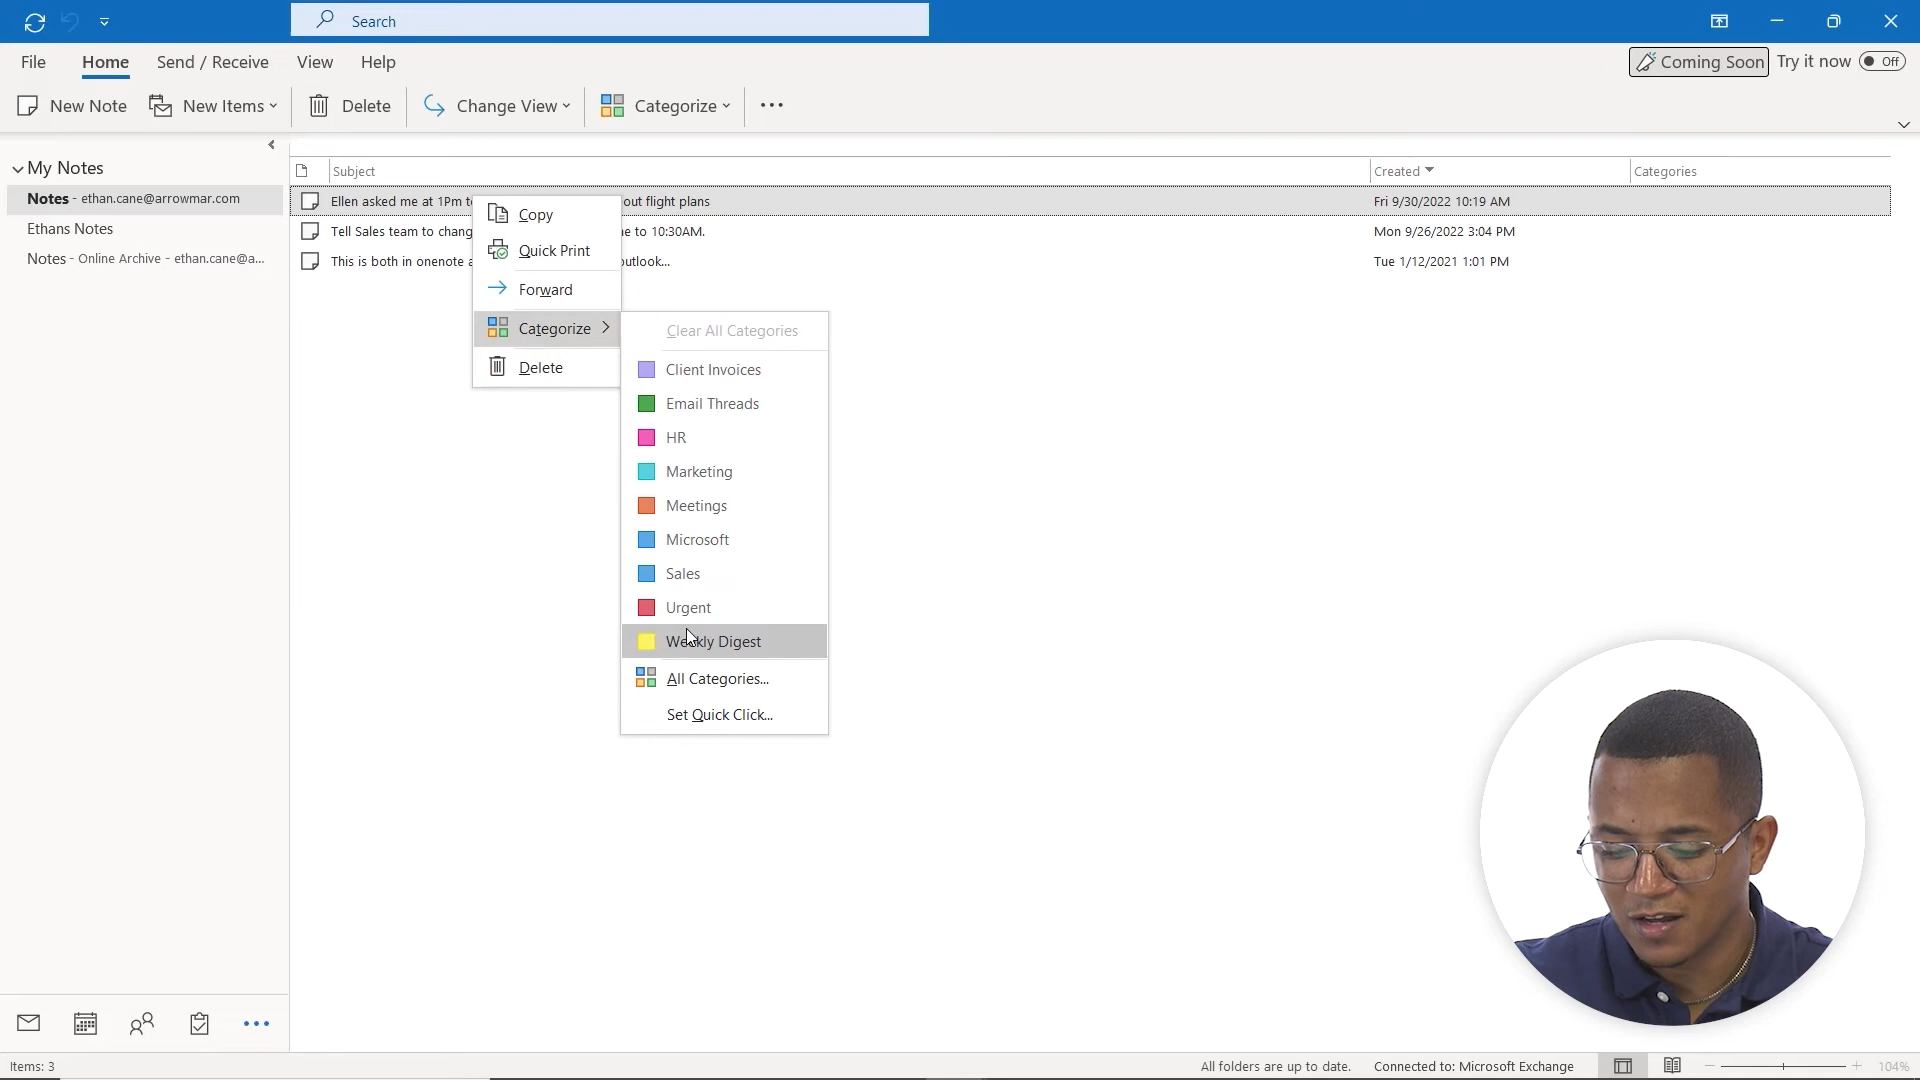 Search
File Home Send / Receive View Help
Coming Soon Try it now Off
New Note New Items Delete Change View Categorize
My Notes
Notes - ethan.cane@arrowmar.com
Ethans Notes
Notes - Online Archive - ethan.cane@a...
Subject Created Categories
Ellen asked me at 1Pm t out flight plans Fri 9/30/2022 10:19 AM
Tell Sales team to chang e to 10:30AM. Mon 9/26/2022 3:04 PM
This is both in onenote a utlook... Tue 1/12/2021 1:01 PM
Copy
Quick Print
Forward
Categorize
Delete
Clear All Categories
Client Invoices
Email Threads
HR
Marketing
Meetings
Microsoft
Sales
Urgent
Weekly Digest
All Categories...
Set Quick Click...
Items: 3 All folders are up to date. Connected to: Microsoft Exchange 104%